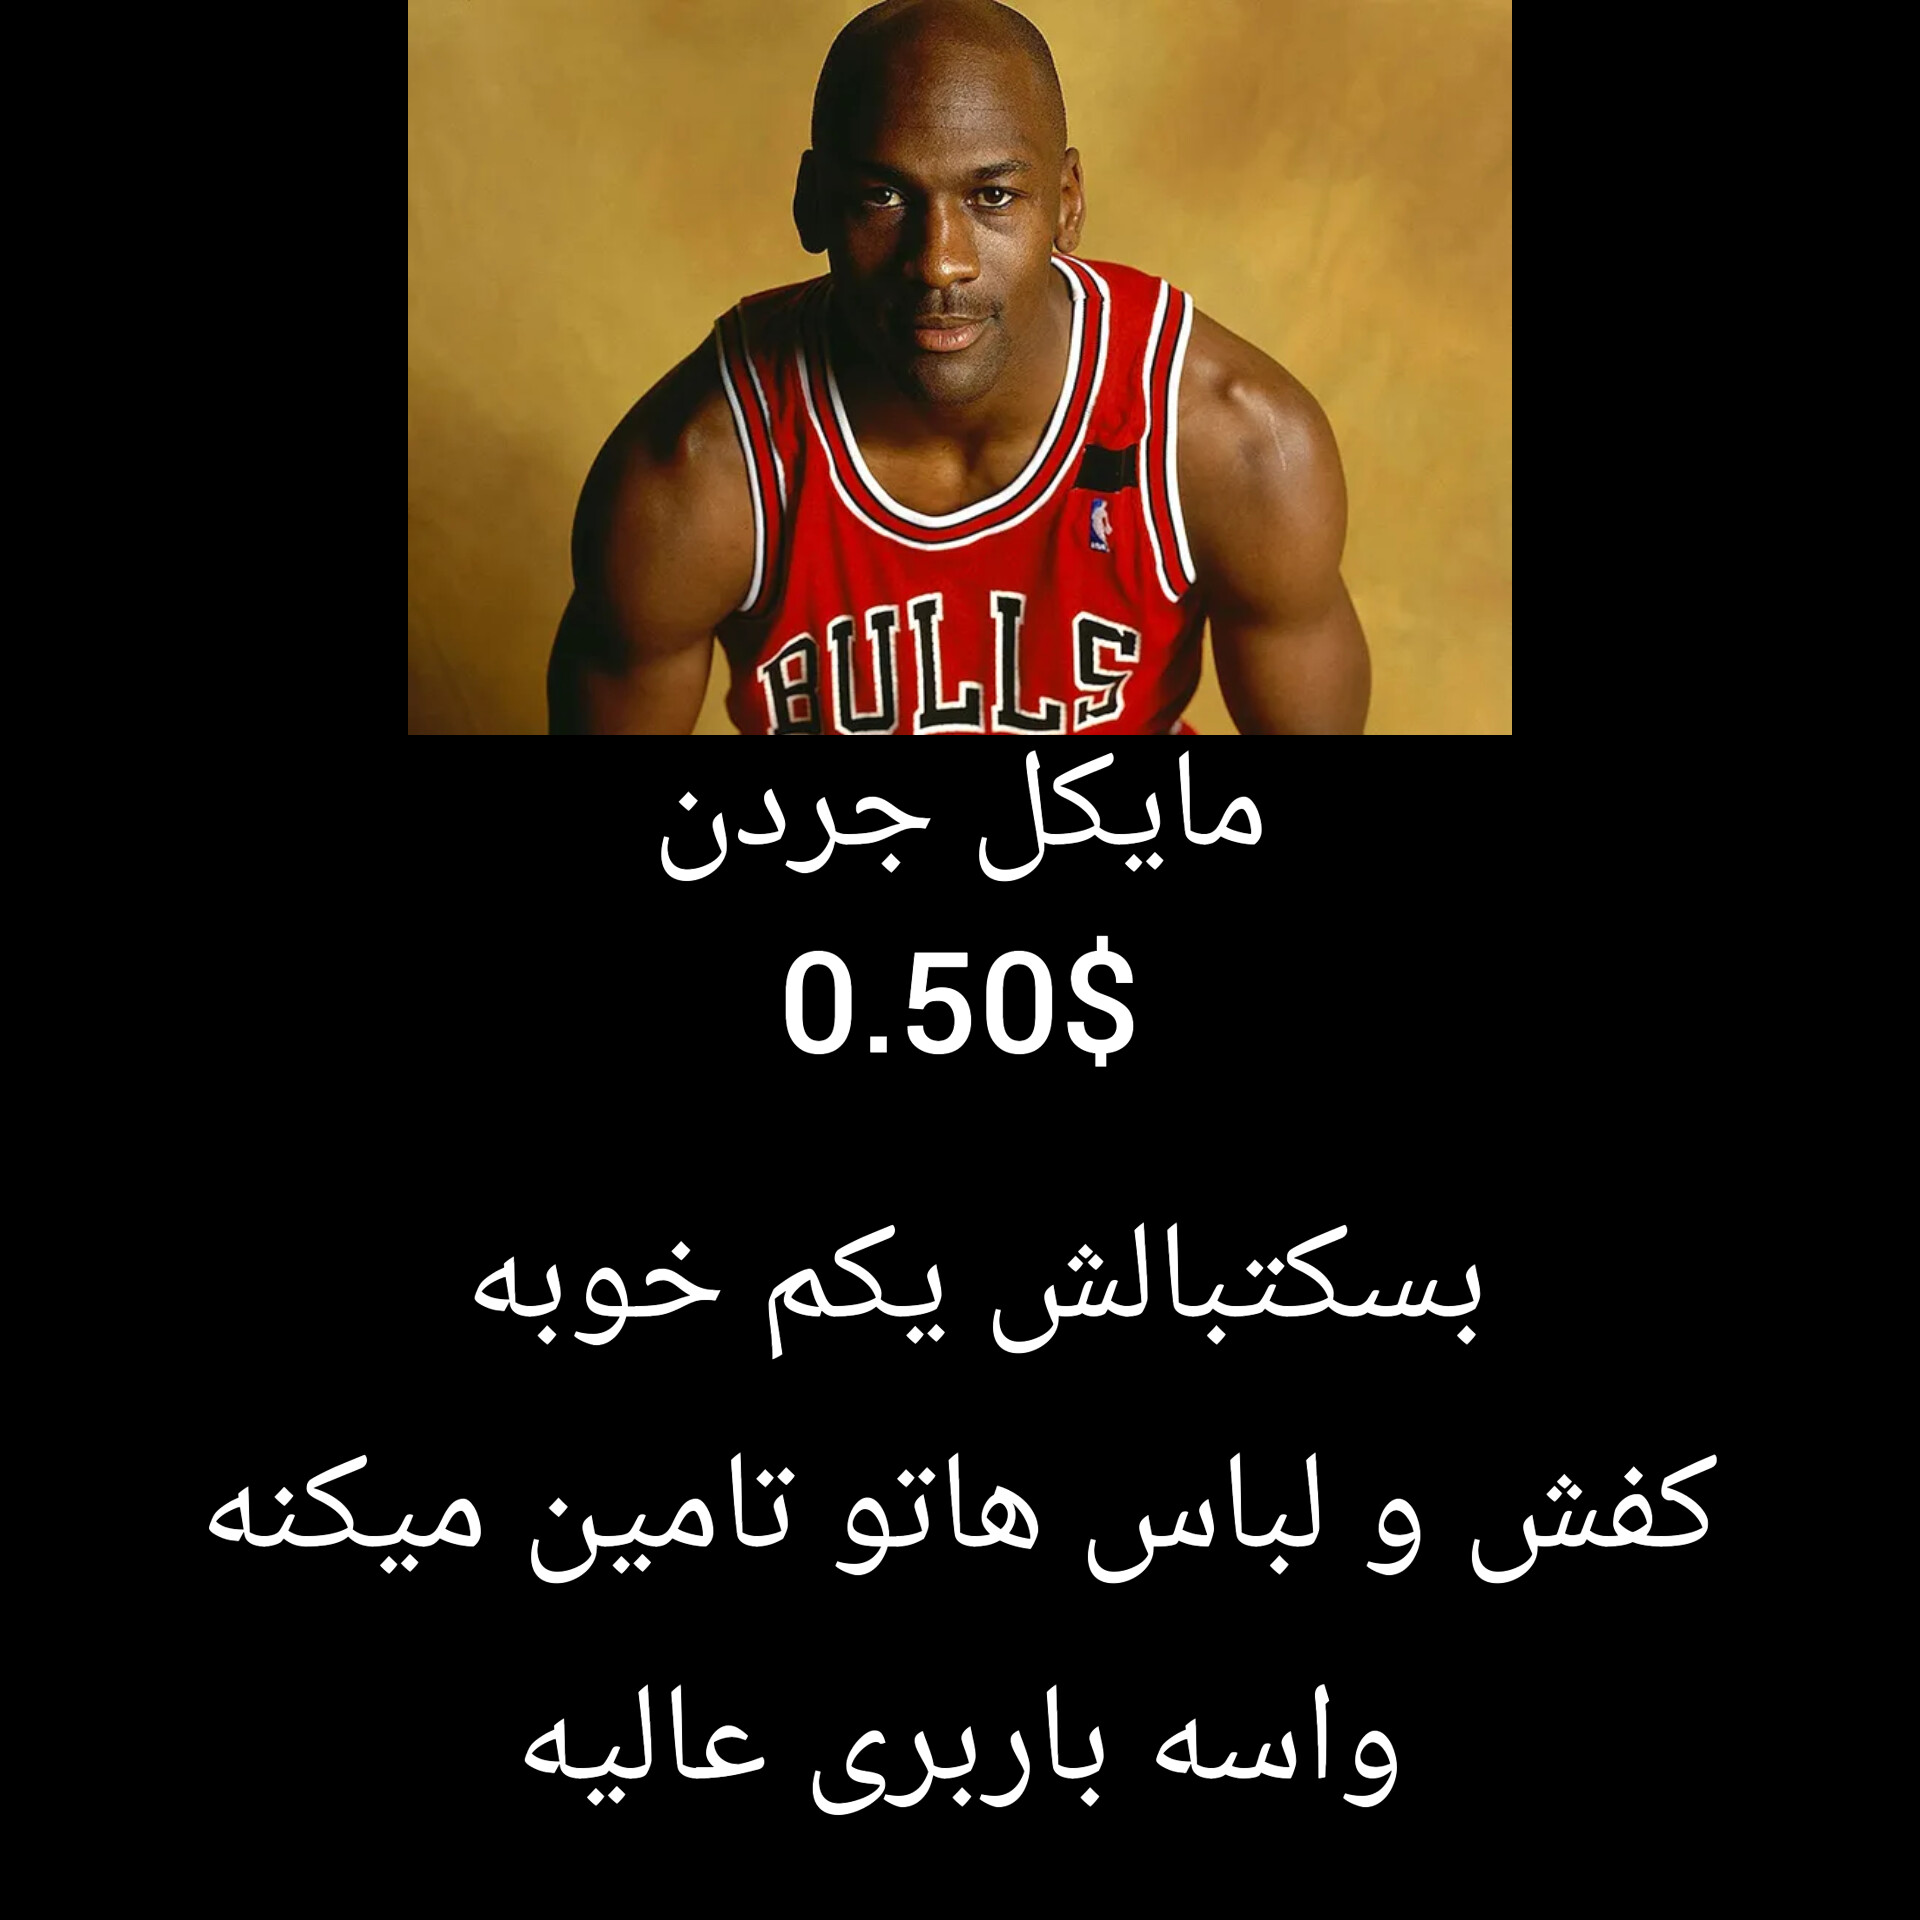 BULLS
مایکل جردن
0.50$
بسکتبالش یکم خوبه
کفش و لباس هاتو تامین میکنه
واسه باربری عالیه